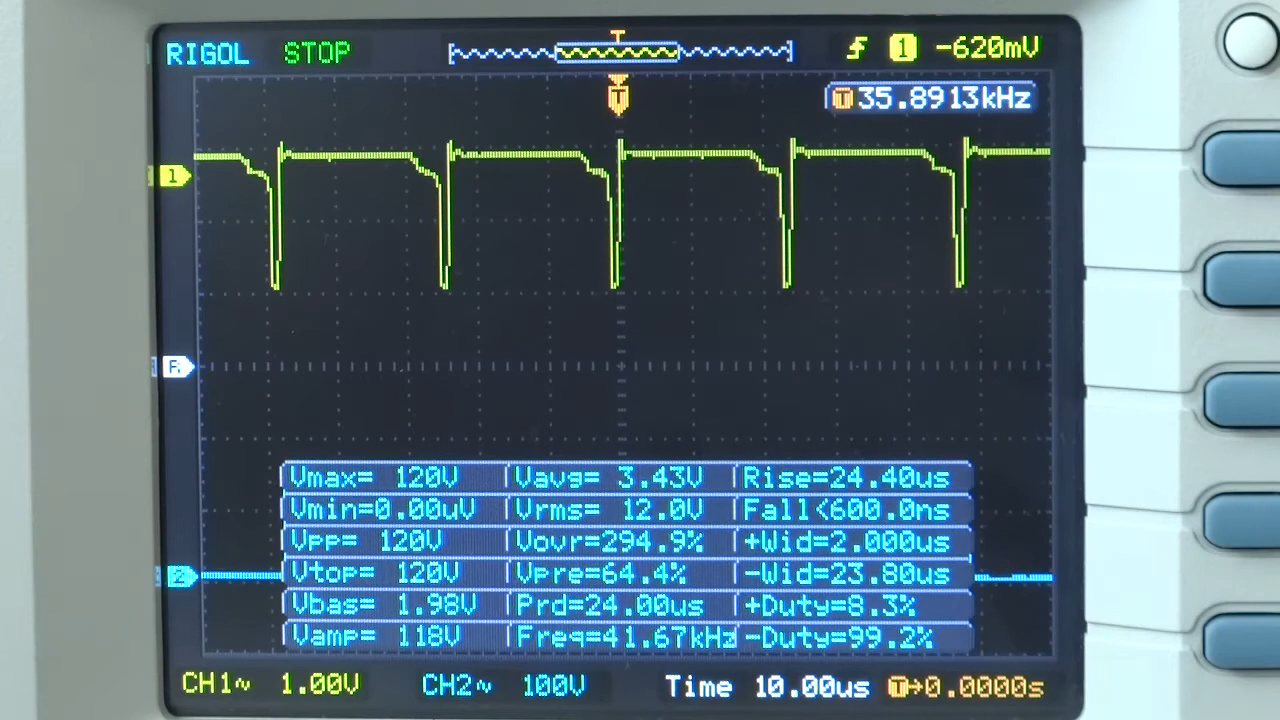 RIGOL STOP T 1 -620mV
T 35.8913kHz
T
1
R
Vmax= 120V Vavg= 3.43V Rise=24.40us
Vmin=0.00uV Vrms= 12.0V Fall<600.0ns
Vpp= 120V Vovr=294.9% +Wid=2.000us
2 Vtop= 120V Vpre=64.4% -Wid=23.80us
Vbas= 1.98V Prd=24.00us +Duty=8.3%
Vamp= 118V Freq=41.67kHz -Duty=99.2%
CH1~ 1.00V CH2~ 100V Time 10.00us T→0.0000s